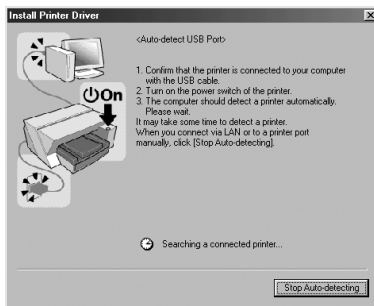 Install Printer Driver
<Auto-detect USB Port>
1. Confirm that the printer is connected to your computer
with the USB cable.
2. Turn on the power switch of the printer.
3. The computer should detect a printer automatically.
Please wait.
It may take some time to detect a printer.
When you connect via LAN or to a printer port
manually, click [Stop Auto-detecting].
On
Searching a connected printer...
Stop Auto-detecting